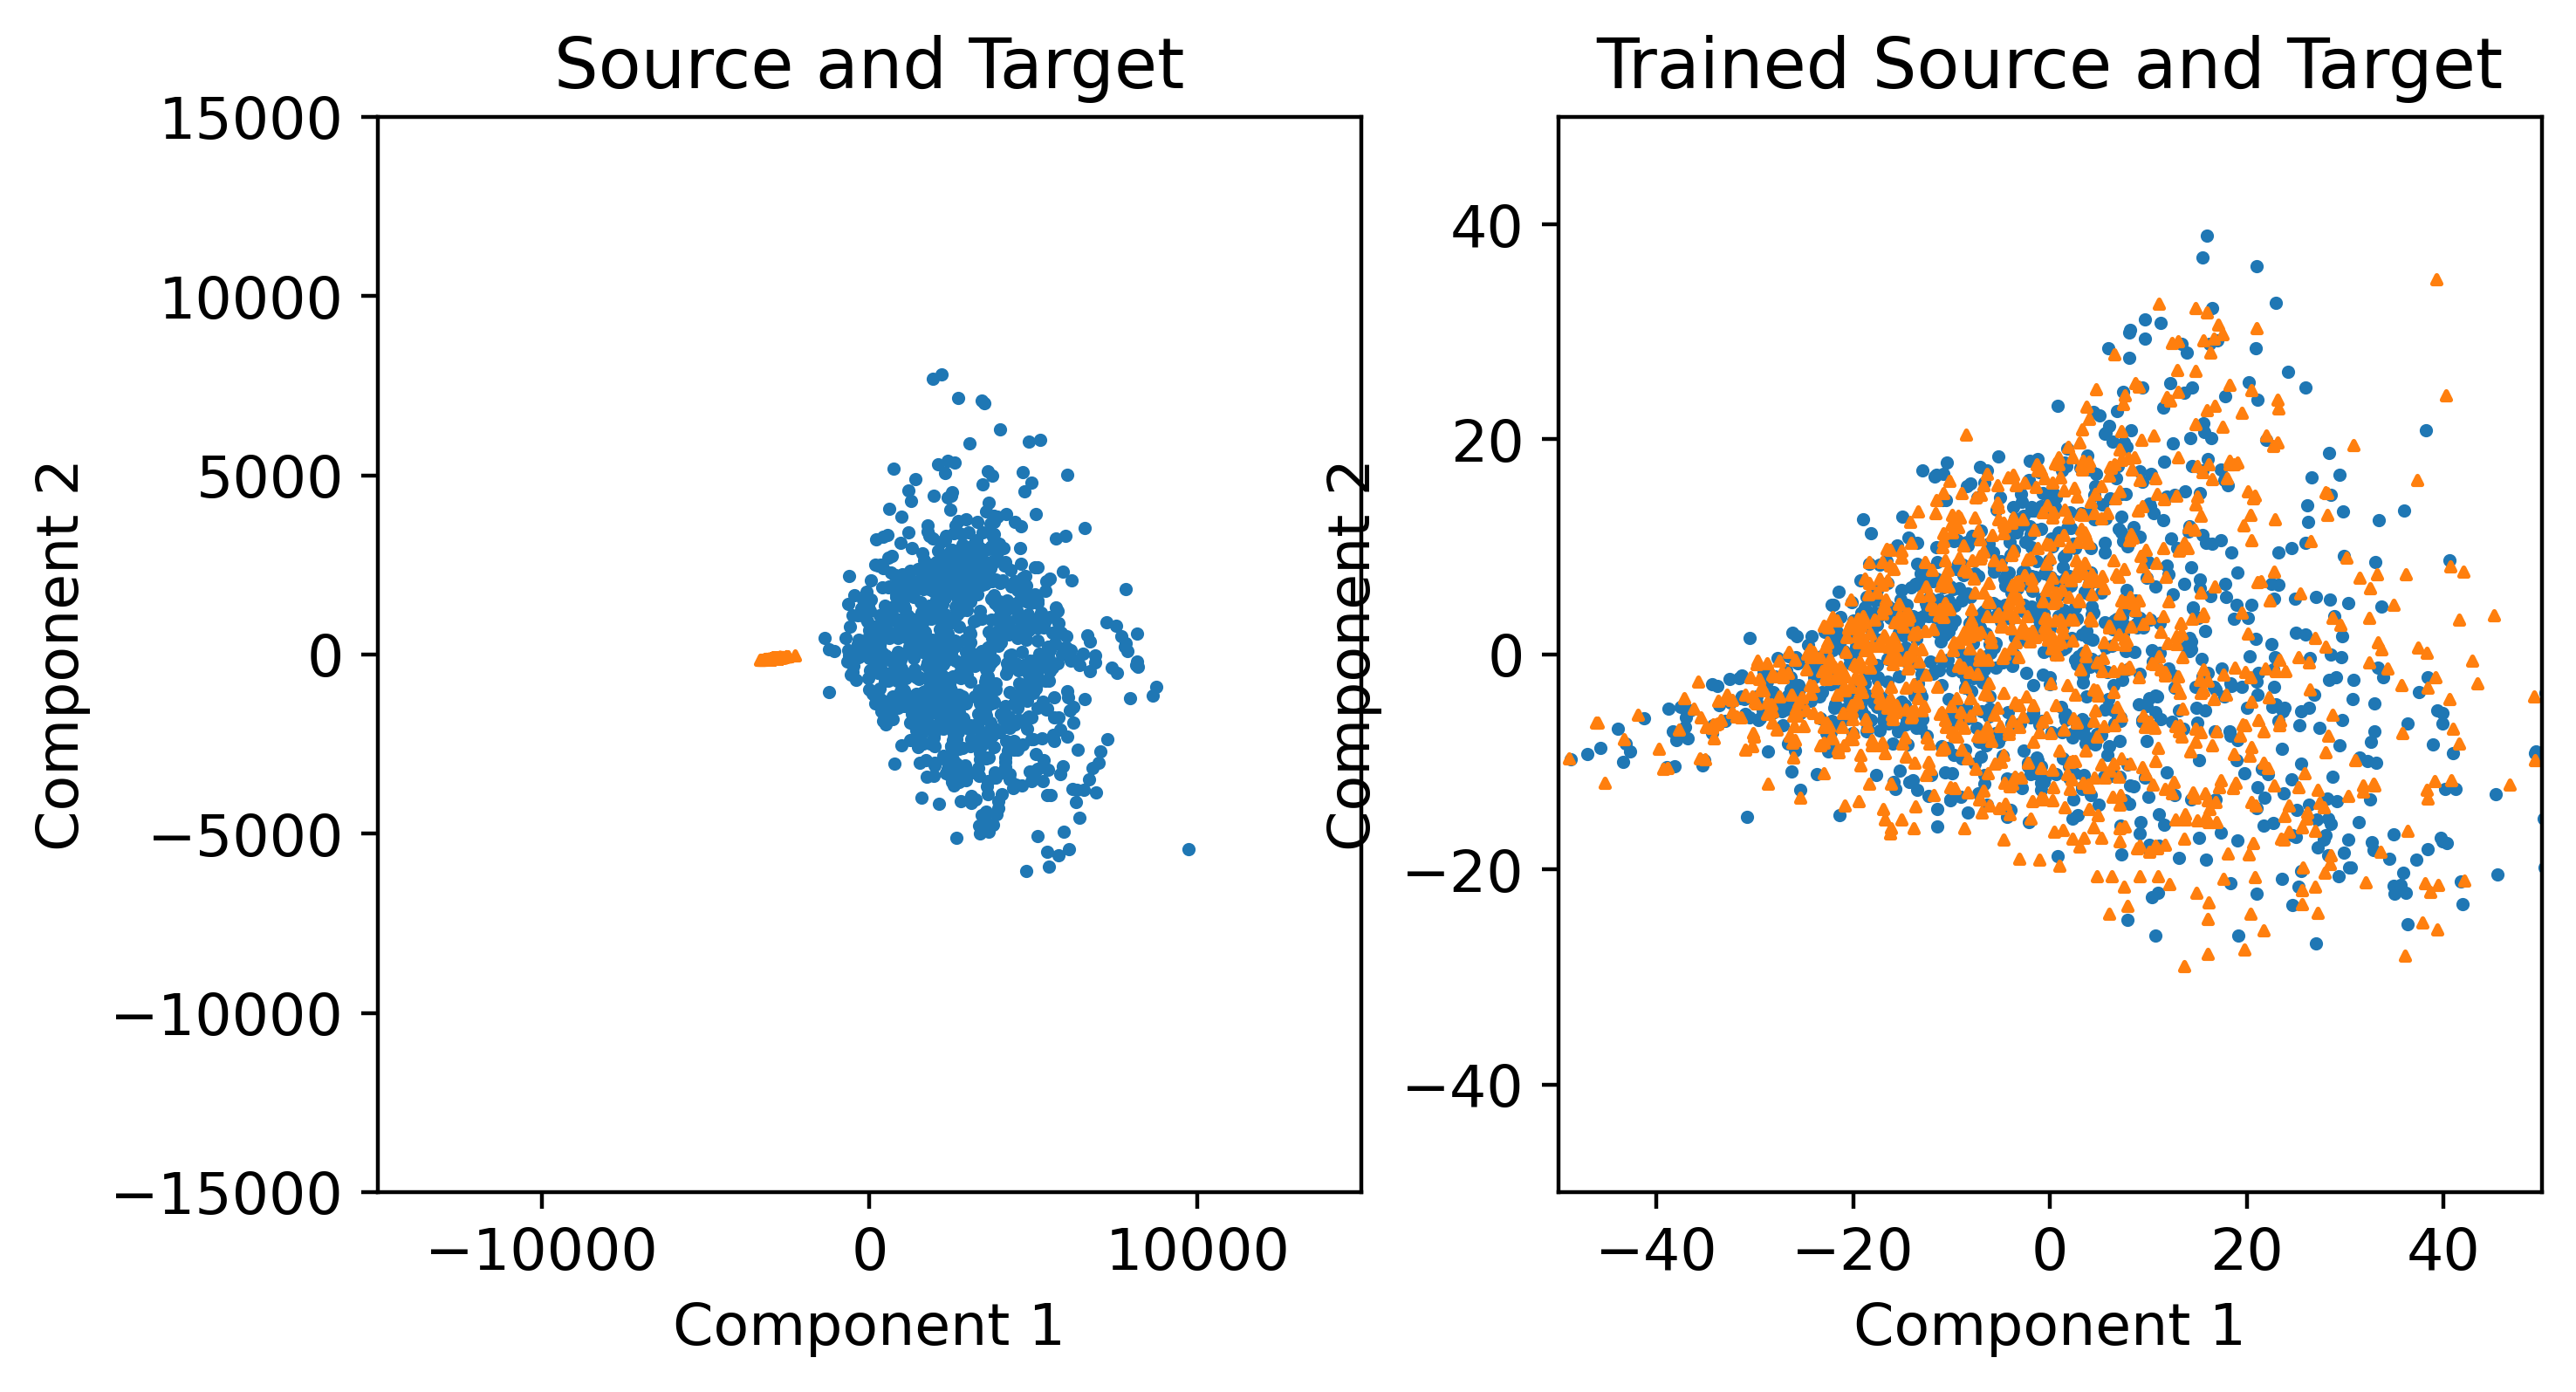 Source and Target
15000
10000
5000
0
−5000
−10000
−15000
Component 2
−10000 0 10000
Component 1
Trained Source and Target
40
20
0
−20
−40
Component 2
−40 −20 0 20 40
Component 1